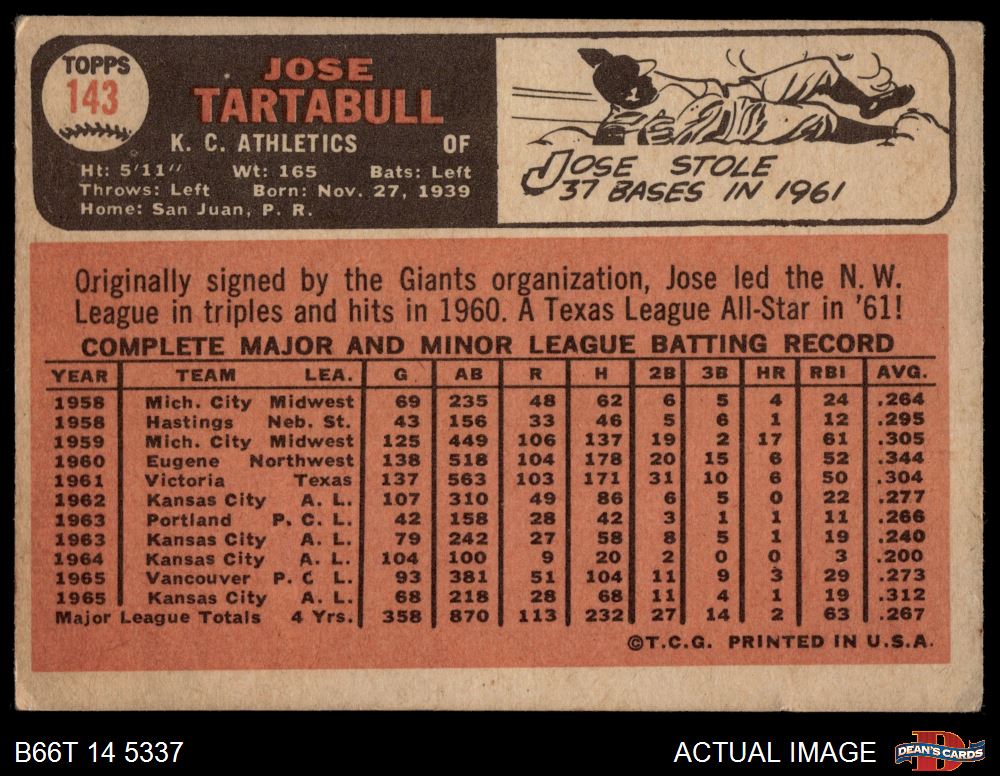 TOPPS
143
JOSE
TARTABULL
K. C. ATHLETICS OF
Ht: 5'11" Wt: 165 Bats: Left
Throws: Left Born: Nov. 27, 1939
Home: San Juan, P. R.
JOSE STOLE
37 BASES IN 1961
Originally signed by the Giants organization, Jose led the N. W.
League in triples and hits in 1960. A Texas League All-Star in '61!
COMPLETE MAJOR AND MINOR LEAGUE BATTING RECORD
YEAR TEAM LEA. G AB R H 2B 3B HR RBI AVG.
1958 Mich. City Midwest 69 235 48 62 6 5 4 24 .264
1958 Hastings Neb. St. 43 156 33 46 5 6 1 12 .295
1959 Mich. City Midwest 125 449 106 137 19 2 17 61 .305
1960 Eugene Northwest 138 518 104 178 20 15 6 52 .344
1961 Victoria Texas 137 563 103 171 31 10 6 50 .304
1962 Kansas City A. L. 107 310 49 86 6 5 0 22 .277
1963 Portland P. C. L. 42 158 28 42 3 1 1 11 .266
1963 Kansas City A. L. 79 242 27 58 8 5 1 19 .240
1964 Kansas City A. L. 104 100 9 20 2 0 0 3 .200
1965 Vancouver P. C L. 93 381 51 104 11 9 3 29 .273
1965 Kansas City A. L. 68 218 28 68 11 4 1 19 .312
Major League Totals 4 Yrs. 358 870 113 232 27 14 2 63 .267
©T.C.G. PRINTED IN U.S.A.
B66T 14 5337
ACTUAL IMAGE
DEAN'S CARDS